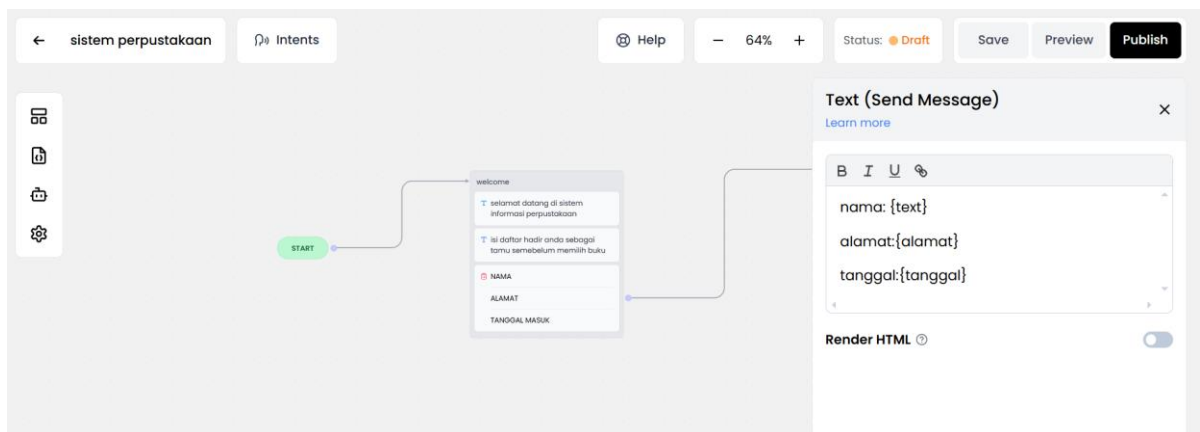 ← sistem perpustakaan
Intents
Help
− 64% +
Status: Draft
Save
Preview
Publish
Text (Send Message)
Learn more
B I U
nama: {text}
alamat:{alamat}
tanggal:{tanggal}
Render HTML
START
welcome
selamat datang di sistem
informasi perpustakaan
isi daftar hadir anda sebagai
tamu semebelum memilih buku
NAMA
ALAMAT
TANGGAL MASUK